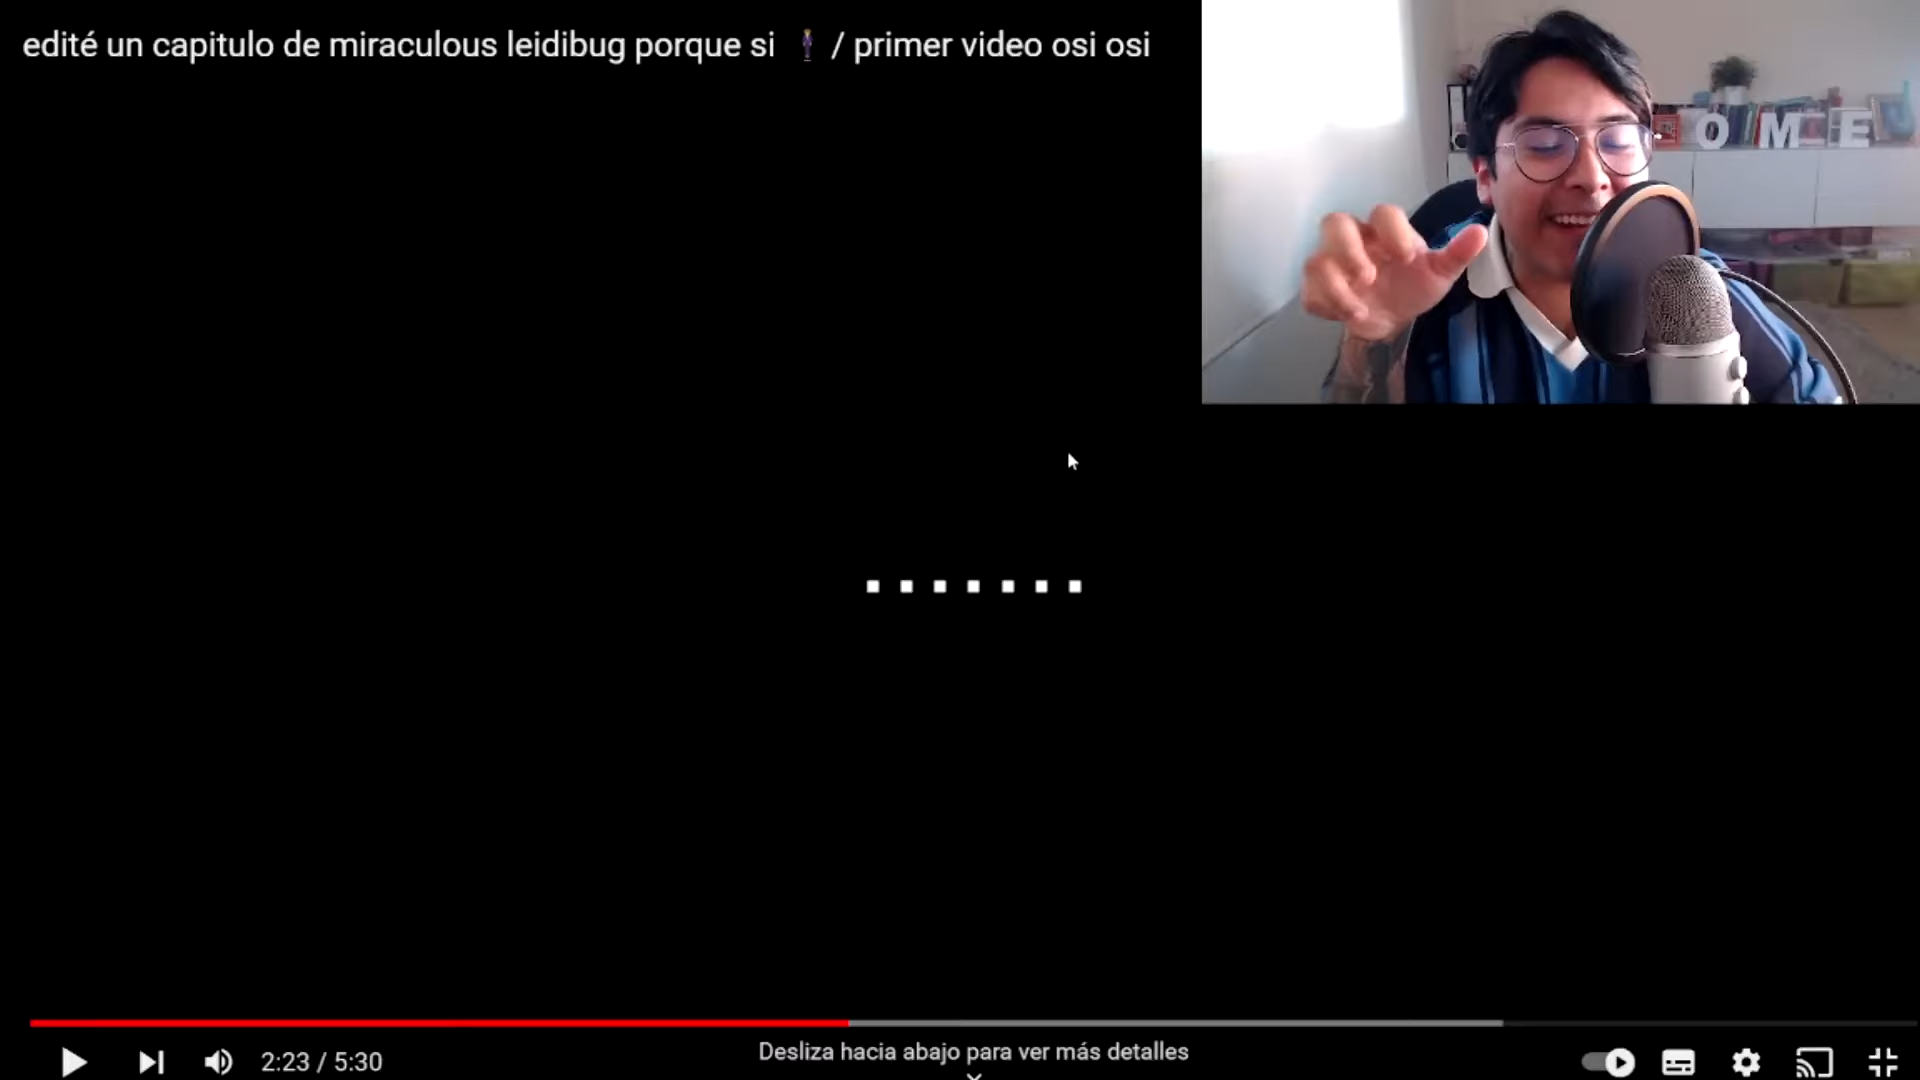 edité un capitulo de miraculous leidibug porque si 🕴️ / primer video osi osi
OME
.......
2:23 / 5:30
Desliza hacia abajo para ver más detalles